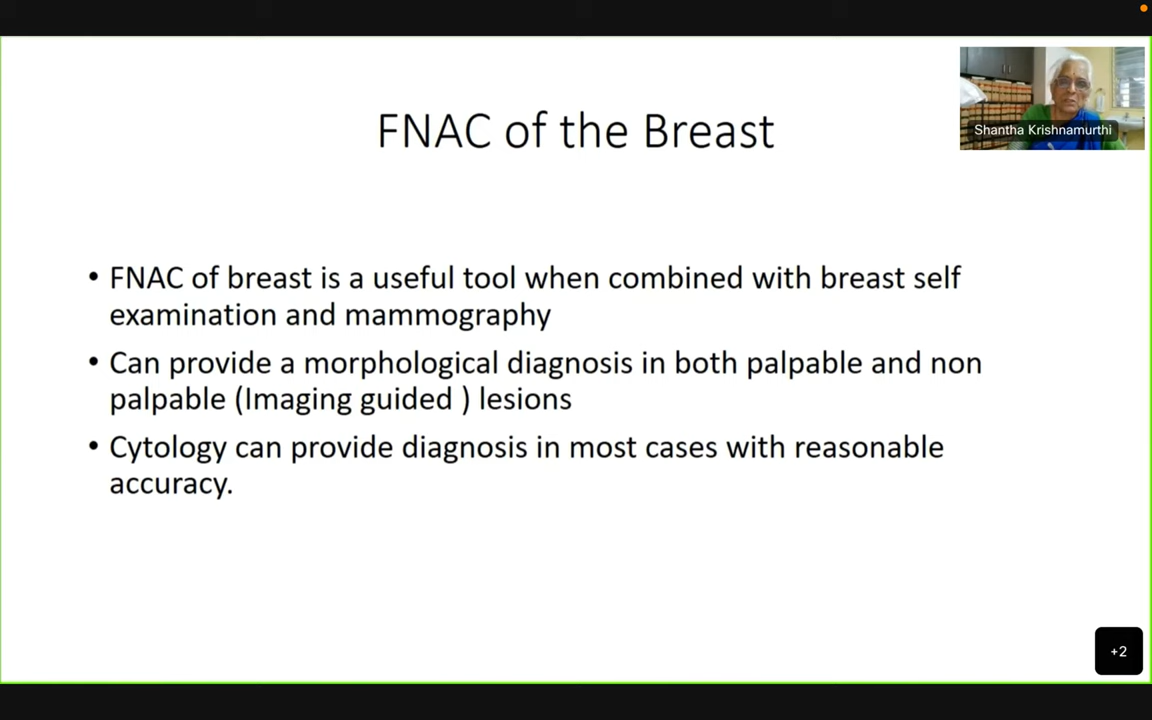 FNAC of the Breast
Shantha Krishnamurthi
• FNAC of breast is a useful tool when combined with breast self
examination and mammography
• Can provide a morphological diagnosis in both palpable and non
palpable (Imaging guided ) lesions
• Cytology can provide diagnosis in most cases with reasonable
accuracy.
+2